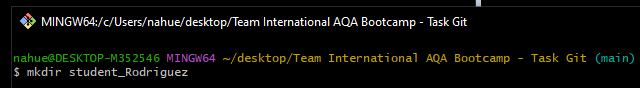 MINGW64:/c/Users/nahue/desktop/Team International AQA Bootcamp - Task Git
nahue@DESKTOP-M352546 MINGW64 ~/desktop/Team International AQA Bootcamp - Task Git (main)
$ mkdir student_Rodriguez